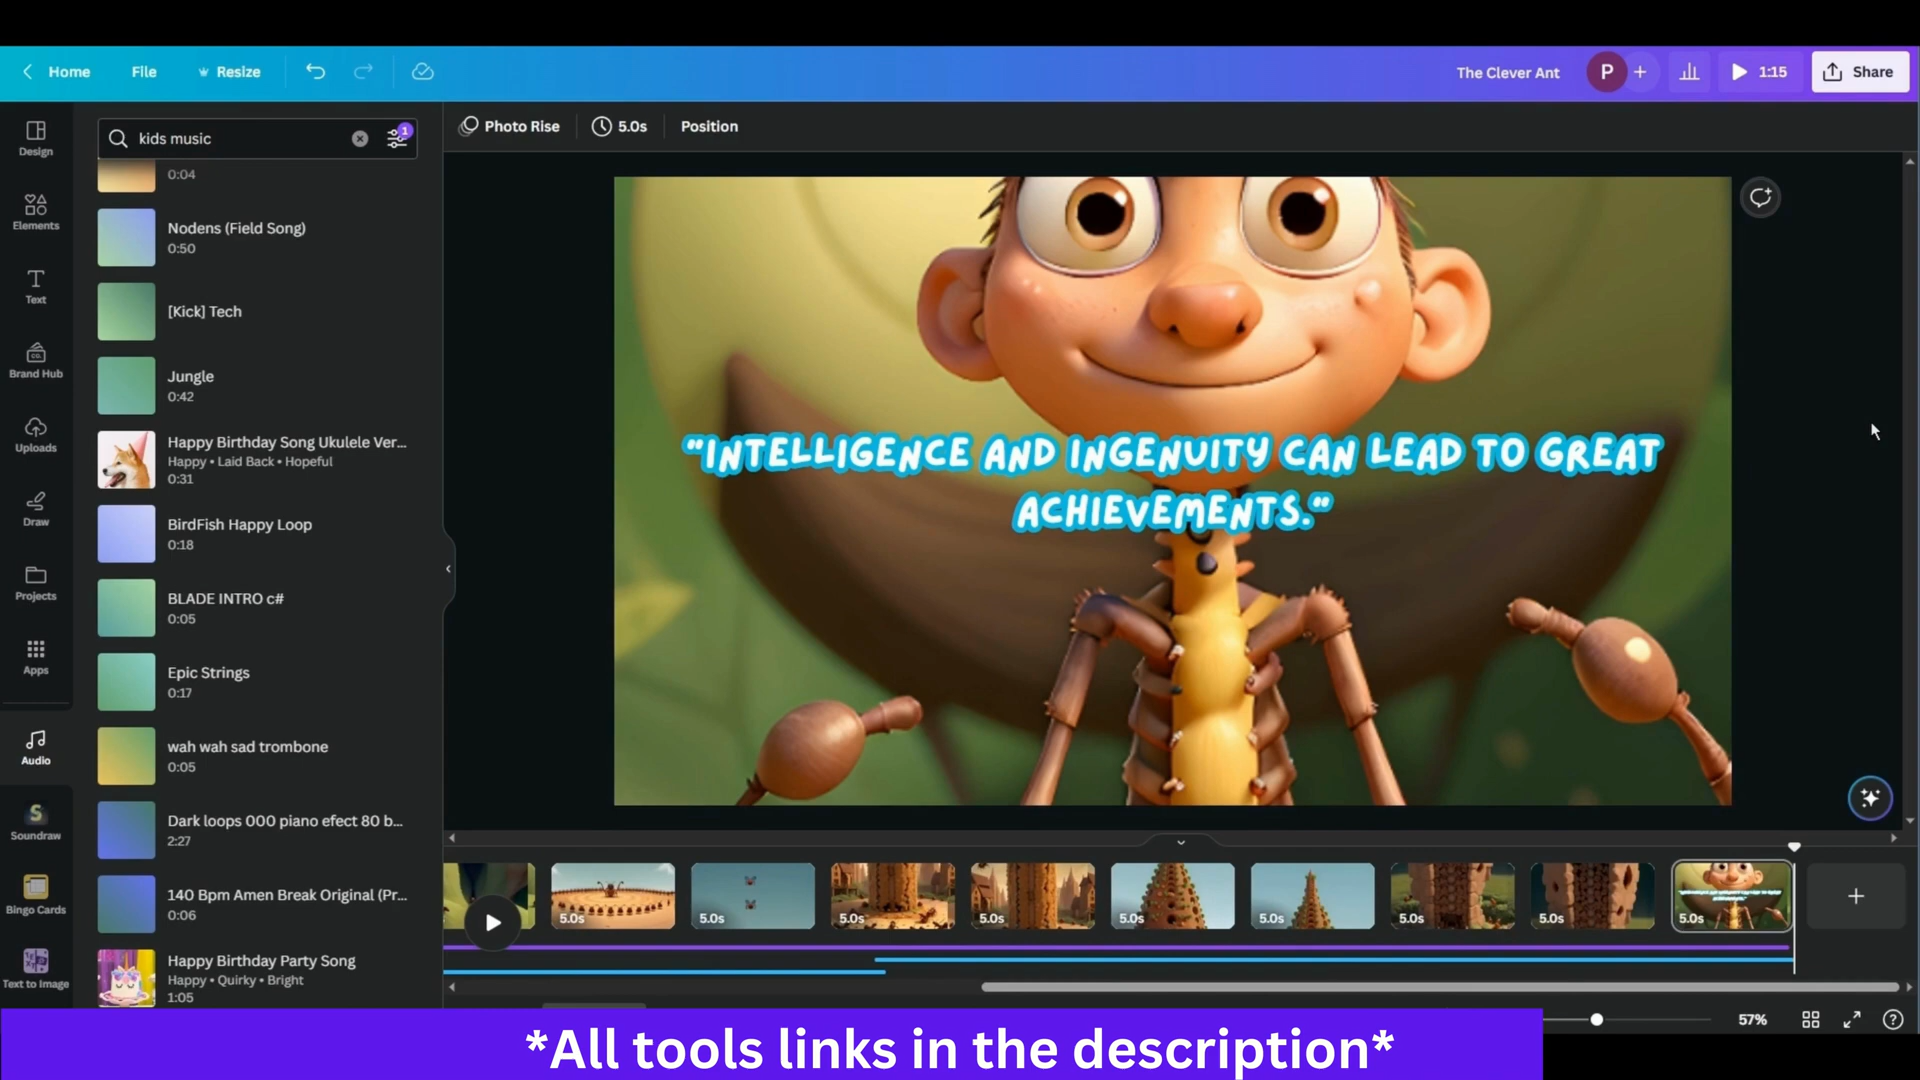 Home
File
Resize
The Clever Ant
P
1:15
Share
Design
Elements
Text
Brand Hub
Uploads
Draw
Projects
Apps
Audio
Soundraw
Bingo Cards
Text to Image
kids music
1
0:04
Nodens (Field Song)
0:50
[Kick] Tech
Jungle
0:42
Happy Birthday Song Ukulele Ver...
Happy • Laid Back • Hopeful
0:31
BirdFish Happy Loop
0:18
BLADE INTRO c#
0:05
Epic Strings
0:17
wah wah sad trombone
0:05
Dark loops 000 piano efect 80 b...
2:27
140 Bpm Amen Break Original (Pr...
0:06
Happy Birthday Party Song
Happy • Quirky • Bright
1:05
Photo Rise
5.0s
Position
"INTELLIGENCE AND INGENUITY CAN LEAD TO GREAT
ACHIEVEMENTS."
5.0s
5.0s
5.0s
5.0s
5.0s
5.0s
5.0s
5.0s
5.0s
57%
*All tools links in the description*